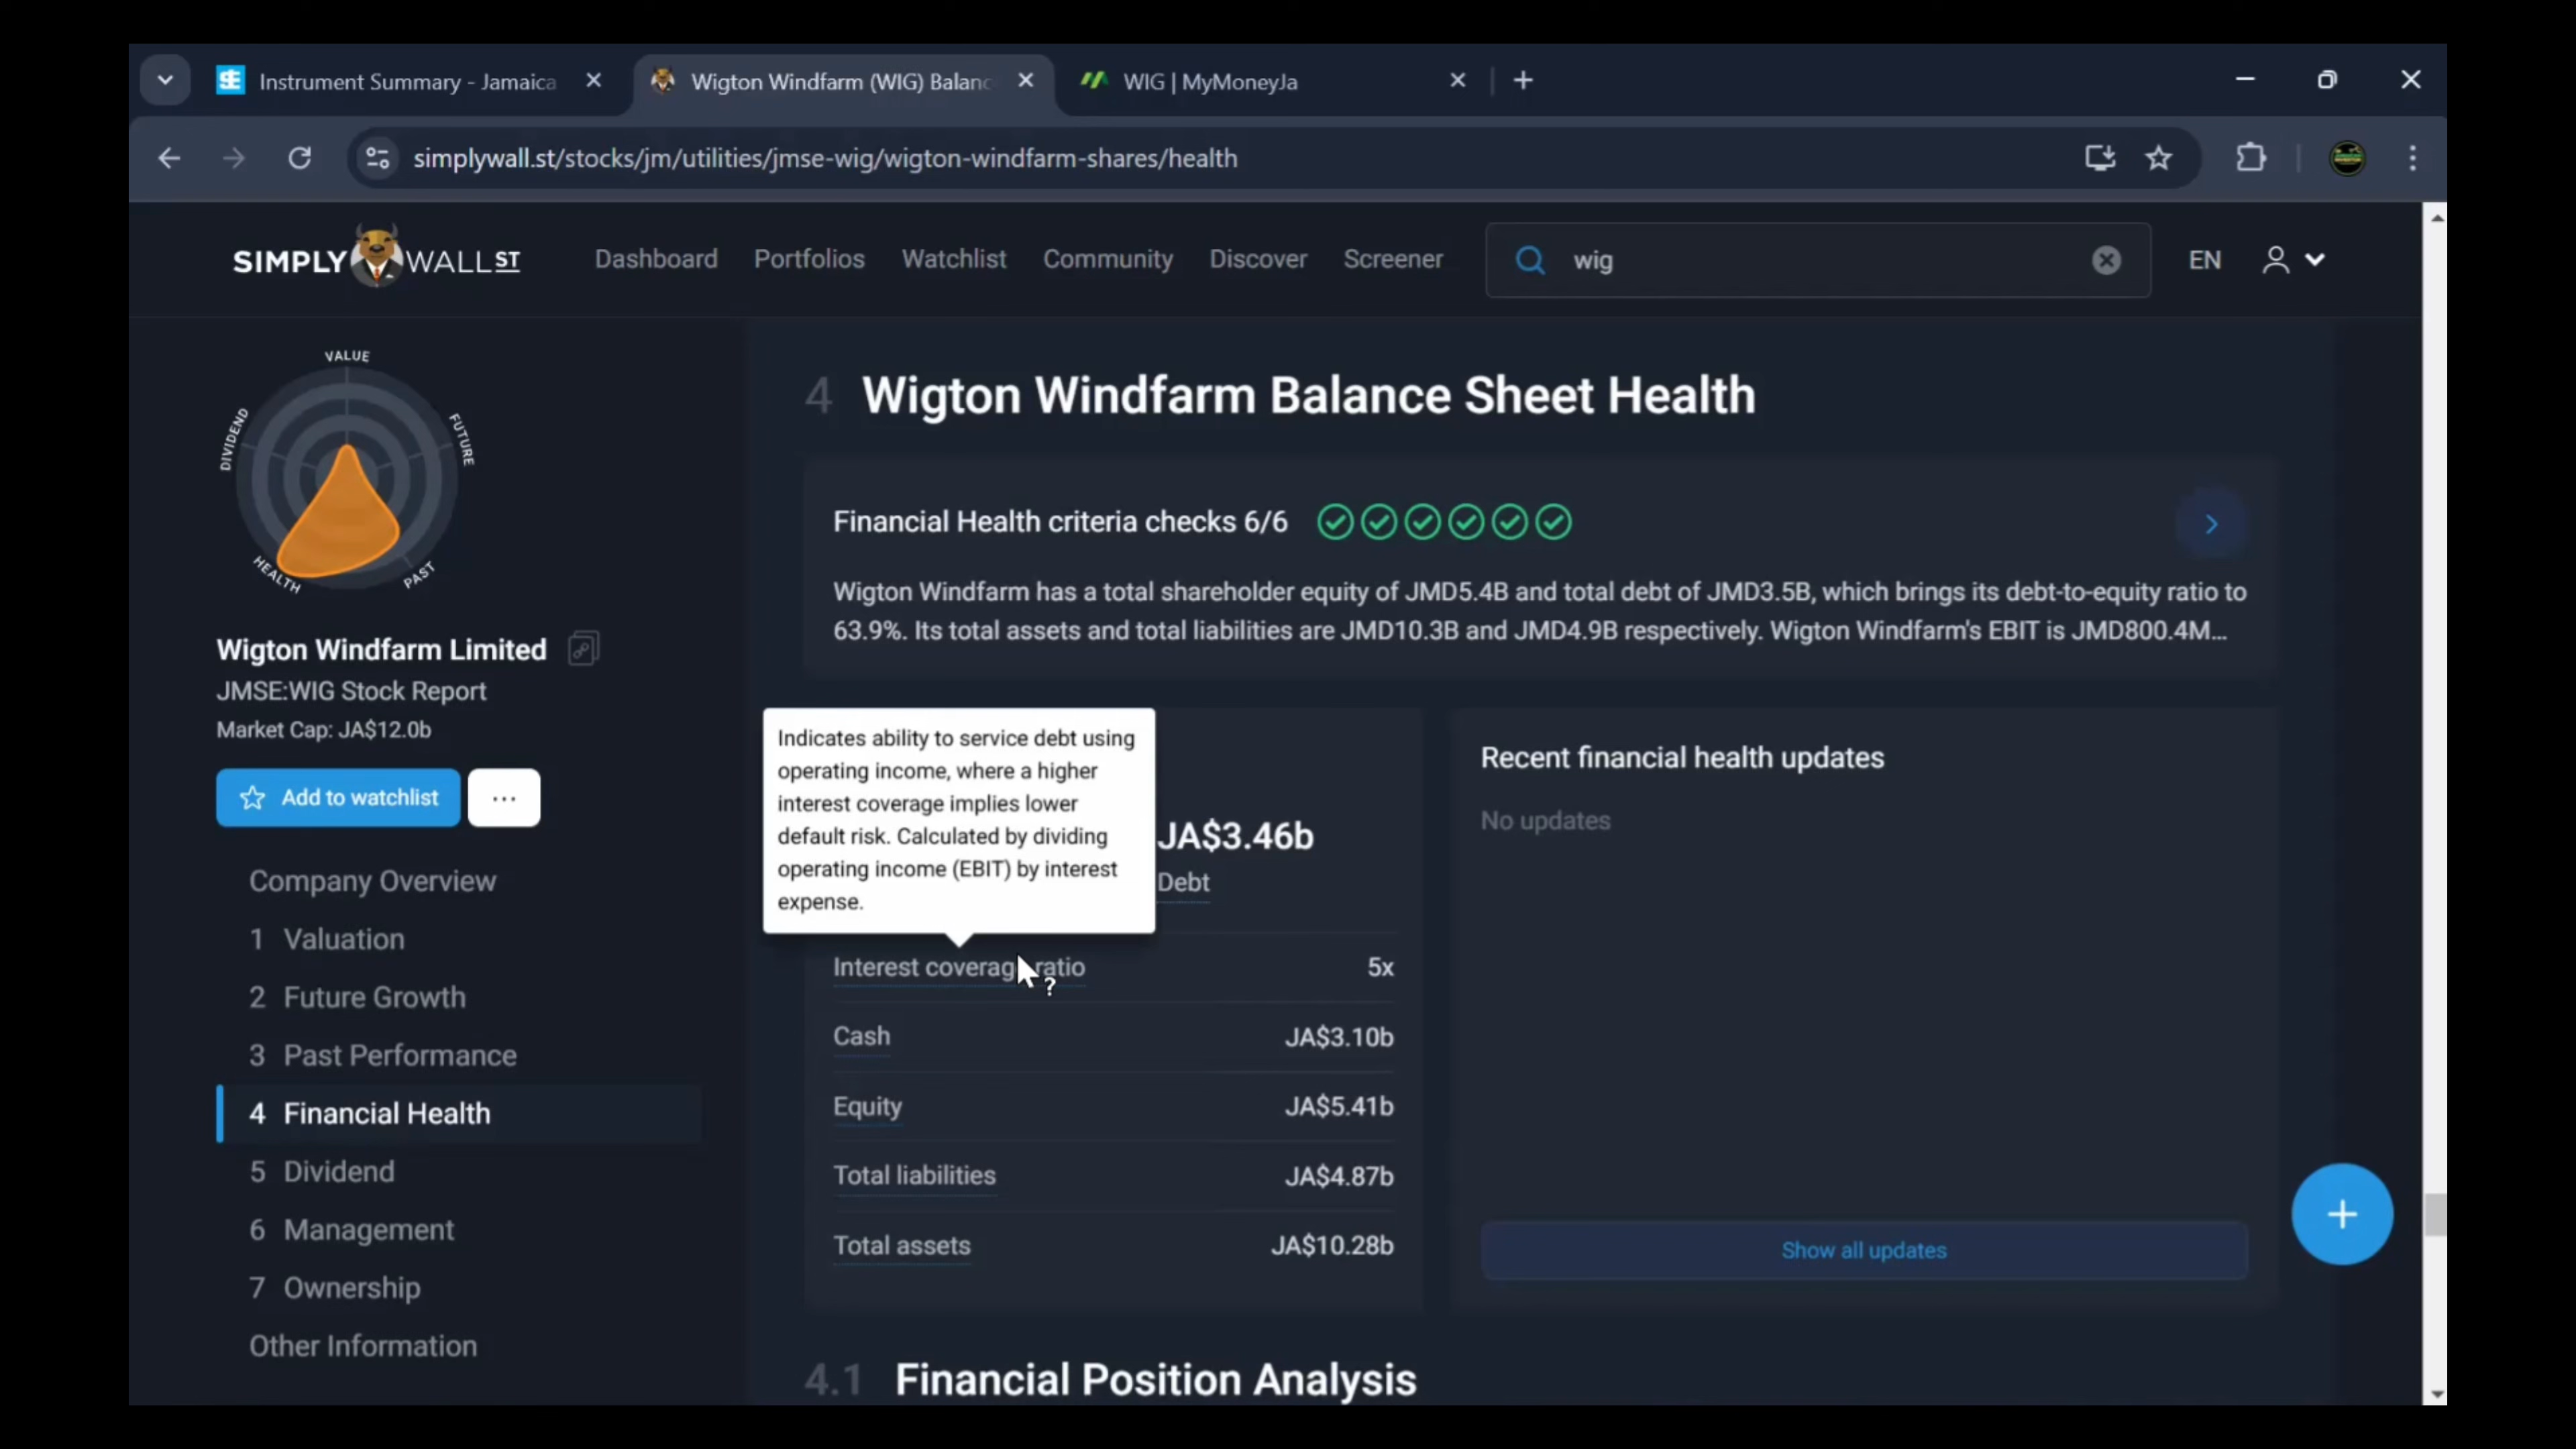 Instrument Summary - Jamaica
Wigton Windfarm (WIG) Balanc
WIG | MyMoneyJa
simplywall.st/stocks/jm/utilities/jmse-wig/wigton-windfarm-shares/health
SIMPLY WALL ST
Dashboard
Portfolios
Watchlist
Community
Discover
Screener
wig
EN
VALUE
FUTURE
PAST
HEALTH
DIVIDEND
Wigton Windfarm Limited
JMSE:WIG Stock Report
Market Cap: JA$12.0b
Add to watchlist
...
Company Overview
1 Valuation
2 Future Growth
3 Past Performance
4 Financial Health
5 Dividend
6 Management
7 Ownership
Other Information
4 Wigton Windfarm Balance Sheet Health
Financial Health criteria checks 6/6
Wigton Windfarm has a total shareholder equity of JMD5.4B and total debt of JMD3.5B, which brings its debt-to-equity ratio to
63.9%. Its total assets and total liabilities are JMD10.3B and JMD4.9B respectively. Wigton Windfarm's EBIT is JMD800.4M...
Indicates ability to service debt using
operating income, where a higher
interest coverage implies lower
default risk. Calculated by dividing
operating income (EBIT) by interest
expense.
JA$3.46b
Debt
Interest coverage ratio 5x
Cash JA$3.10b
Equity JA$5.41b
Total liabilities JA$4.87b
Total assets JA$10.28b
Recent financial health updates
No updates
Show all updates
4.1 Financial Position Analysis